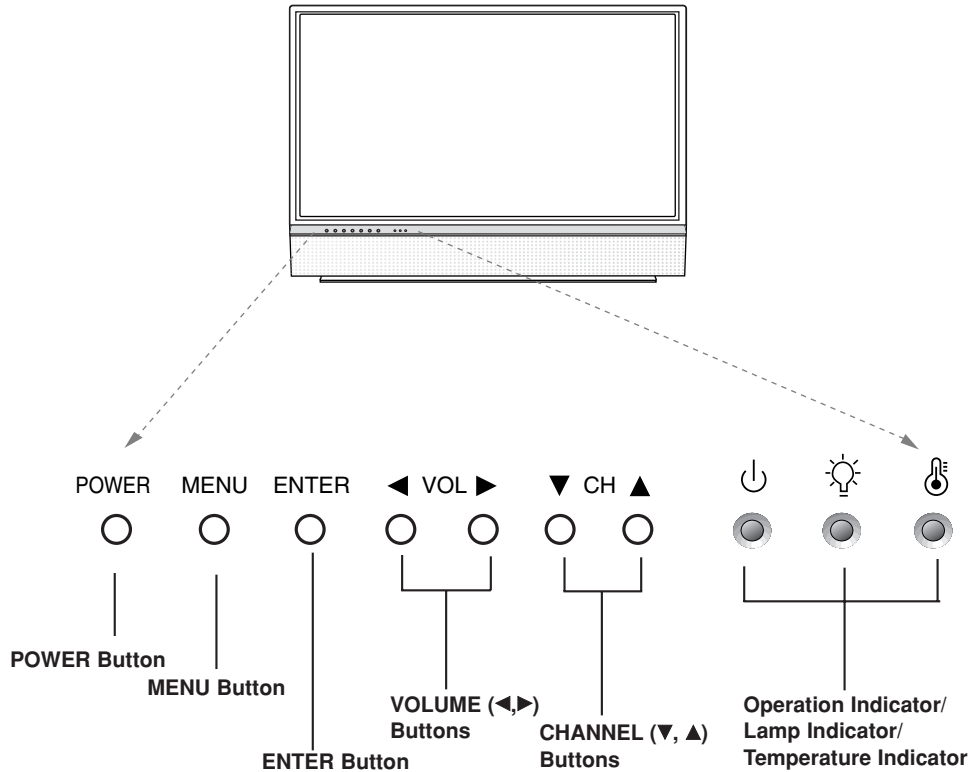 POWER MENU ENTER ◀ VOL ▶ ▼ CH ▲
POWER Button
MENU Button
ENTER Button
VOLUME (◀,▶)
Buttons
CHANNEL (▼, ▲)
Buttons
Operation Indicator/
Lamp Indicator/
Temperature Indicator